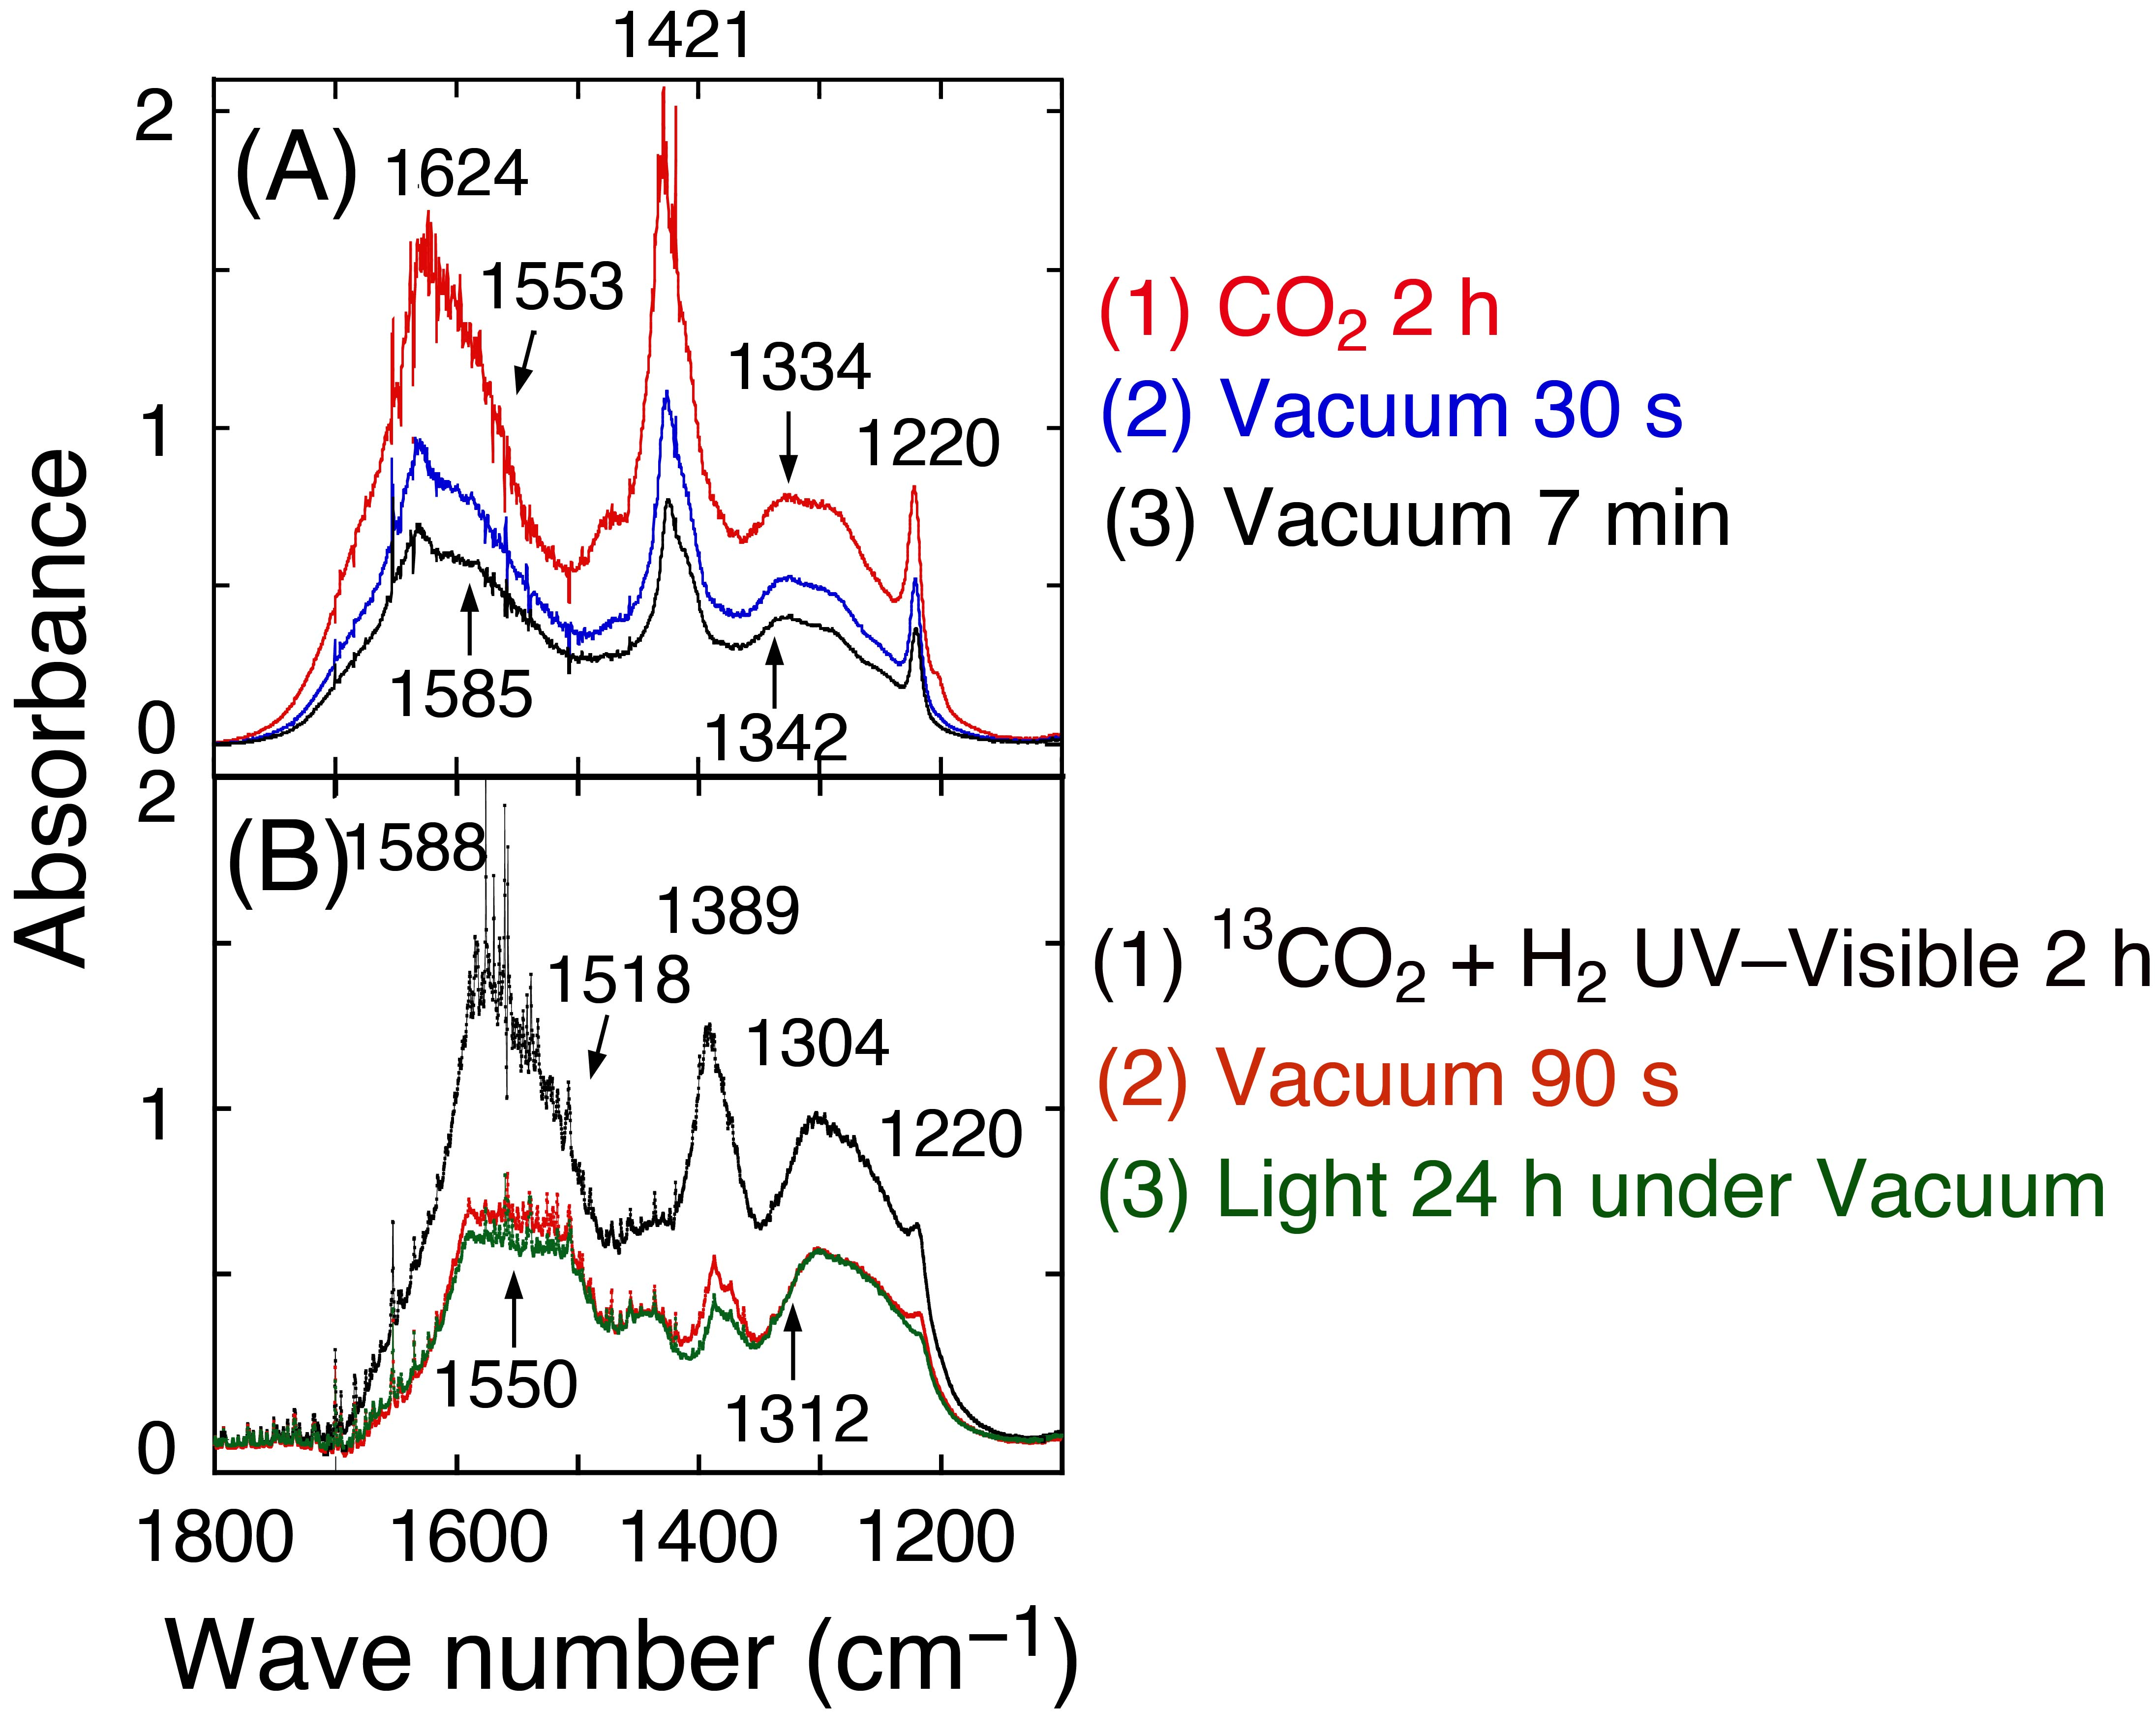 1421
2
(A) 1624
1553
(1) CO₂ 2 h
1334
(2) Vacuum 30 s
1
1220
(3) Vacuum 7 min
Absorbance
1585
0
1342
2
(B) 1588
1389
(1) ¹³CO₂ + H₂ UV–Visible 2 h
1518
1304
(2) Vacuum 90 s
1
1220
(3) Light 24 h under Vacuum
1550
1312
0
1800 1600 1400 1200
Wave number (cm⁻¹)